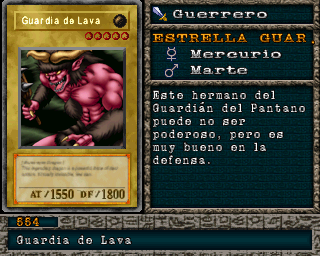 Guardia de Lava
AT/1550 DF/1800
Guerrero
ESTRELLA GUAR.
Mercurio
Marte
Este hermano del
Guardián del Pantano
puede no ser
poderoso, pero es
muy bueno en la
defensa.
554
Guardia de Lava